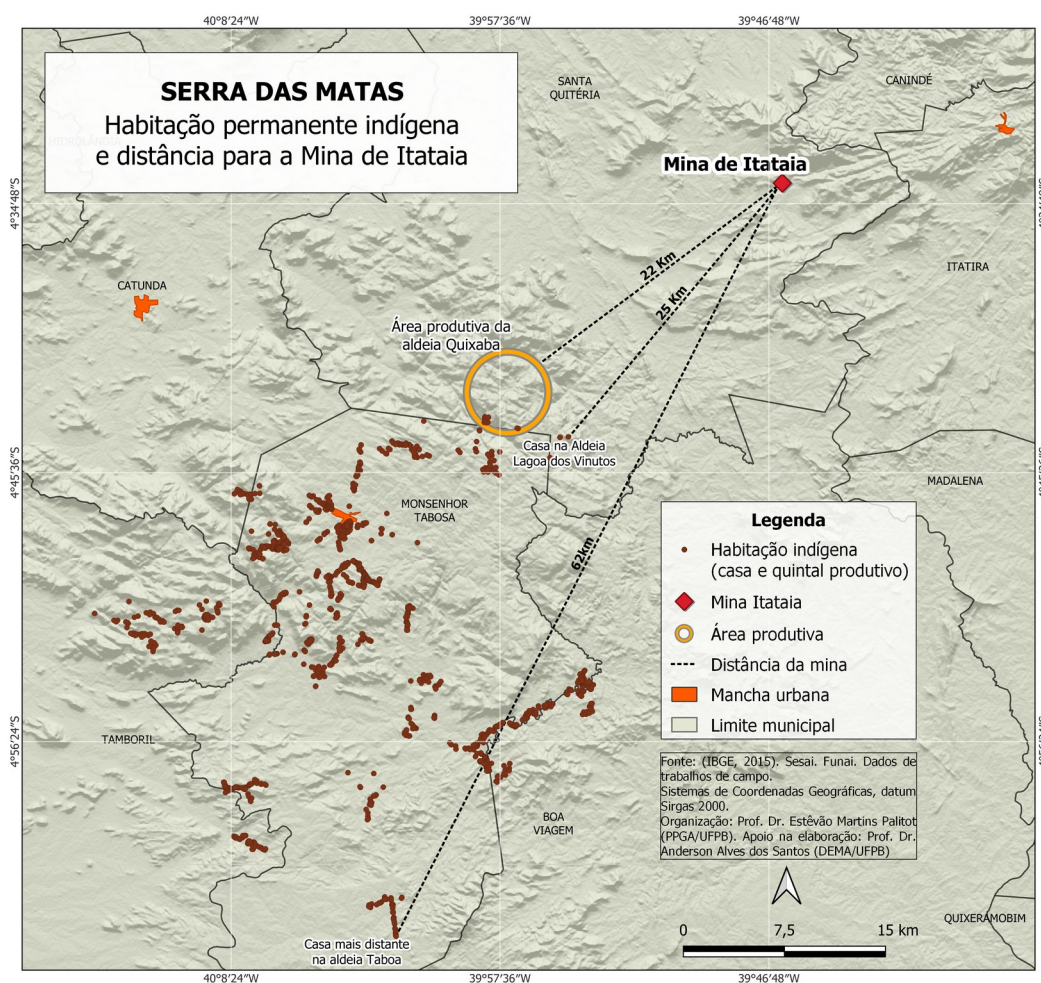 40°8'24"W 39°57'36"W 39°46'48"W
SERRA DAS MATAS
Habitação permanente indígena
e distância para a Mina de Itataia
SANTA
QUITÉRIA
CANINDÉ
Mina de Itataia
4°34'48"S
ITATIRA
CATUNDA
22 Km
25 Km
Área produtiva da
aldeia Quixaba
Casa na Aldeia
Lagoa dos Vinutos
4°45'36"S
MADALENA
MONSENHOR
TABOSA
62km
Legenda
Habitação indígena
(casa e quintal produtivo)
Mina Itataia
Área produtiva
Distância da mina
Mancha urbana
Limite municipal
4°56'24"S
TAMBORIL
Fonte: (IBGE, 2015). Sesai. Funai. Dados de
trabalhos de campo.
Sistemas de Coordenadas Geográficas, datum
Sirgas 2000.
Organização: Prof. Dr. Estêvão Martins Palitot
(PPGA/UFPB). Apoio na elaboração: Prof. Dr.
Anderson Alves dos Santos (DEMA/UFPB)
BOA
VIAGEM
QUIXERAMOBIM
0 7,5 15 km
Casa mais distante
na aldeia Taboa
40°8'24"W 39°57'36"W 39°46'48"W